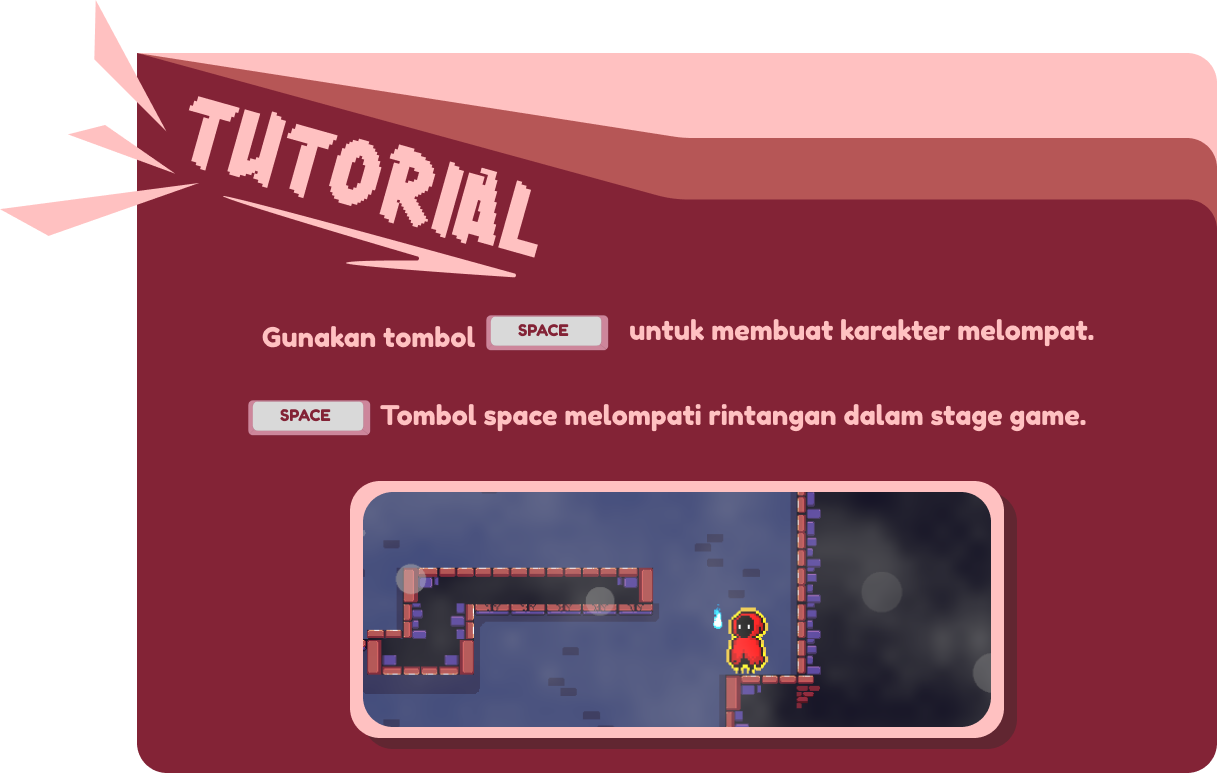 TUTORIAL
Gunakan tombol SPACE untuk membuat karakter melompat.
SPACE Tombol space melompati rintangan dalam stage game.